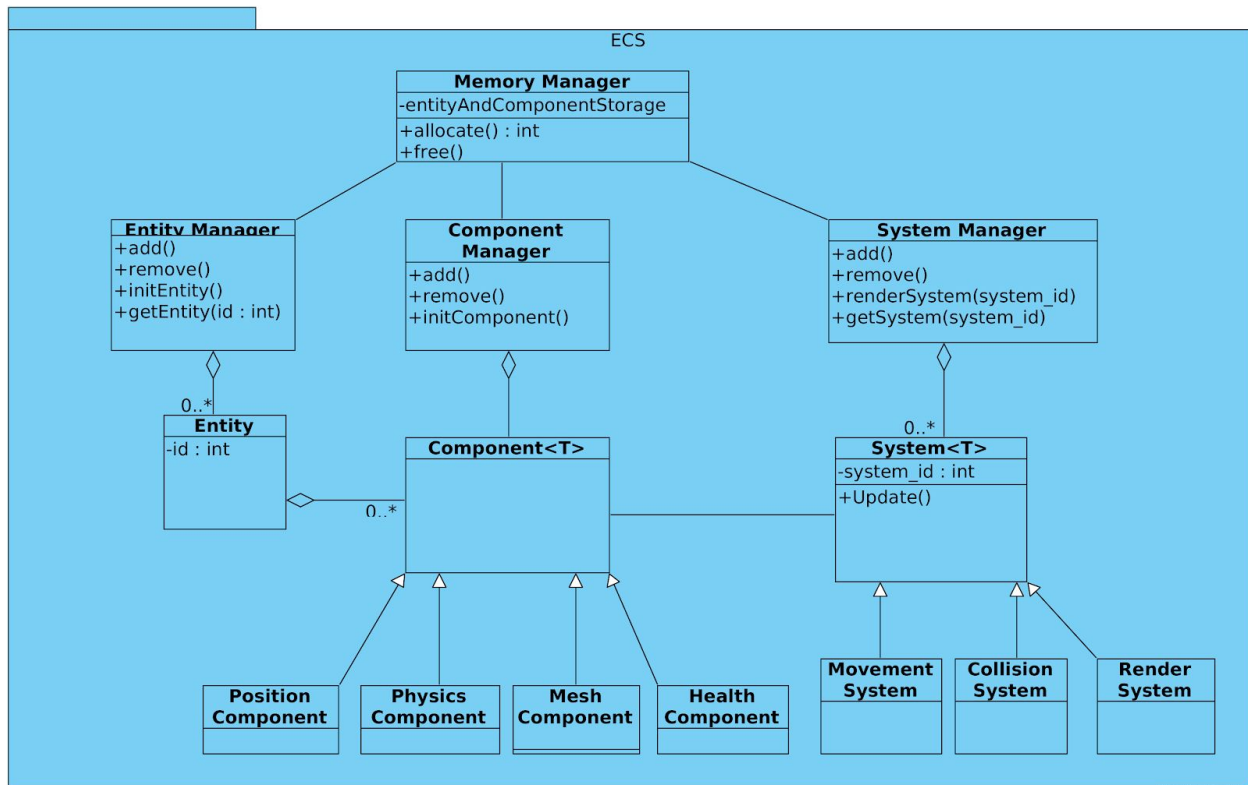 ECS
Memory Manager
-entityAndComponentStorage
+allocate() : int
+free()
Entity Manager
+add()
+remove()
+initEntity()
+getEntity(id : int)
Component
Manager
+add()
+remove()
+initComponent()
System Manager
+add()
+remove()
+renderSystem(system_id)
+getSystem(system_id)
0..*
Entity
-id : int
0..*
Component<T>
0..*
System<T>
-system_id : int
+Update()
Position
Component
Physics
Component
Mesh
Component
Health
Component
Movement
System
Collision
System
Render
System